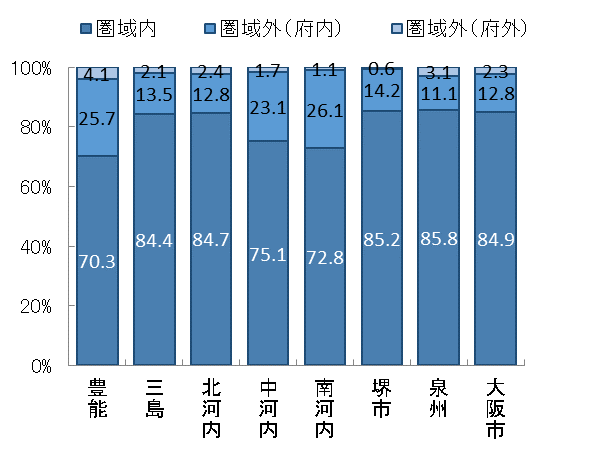 圏域内 圏域外（府内） 圏域外（府外）
100%
80%
60%
40%
20%
0%
4.1 2.1 2.4 1.7 1.1 0.6 3.1 2.3
25.7 13.5 12.8 23.1 26.1 14.2 11.1 12.8
70.3 84.4 84.7 75.1 72.8 85.2 85.8 84.9
豊能 三島 北河内 中河内 南河内 堺市 泉州 大阪市